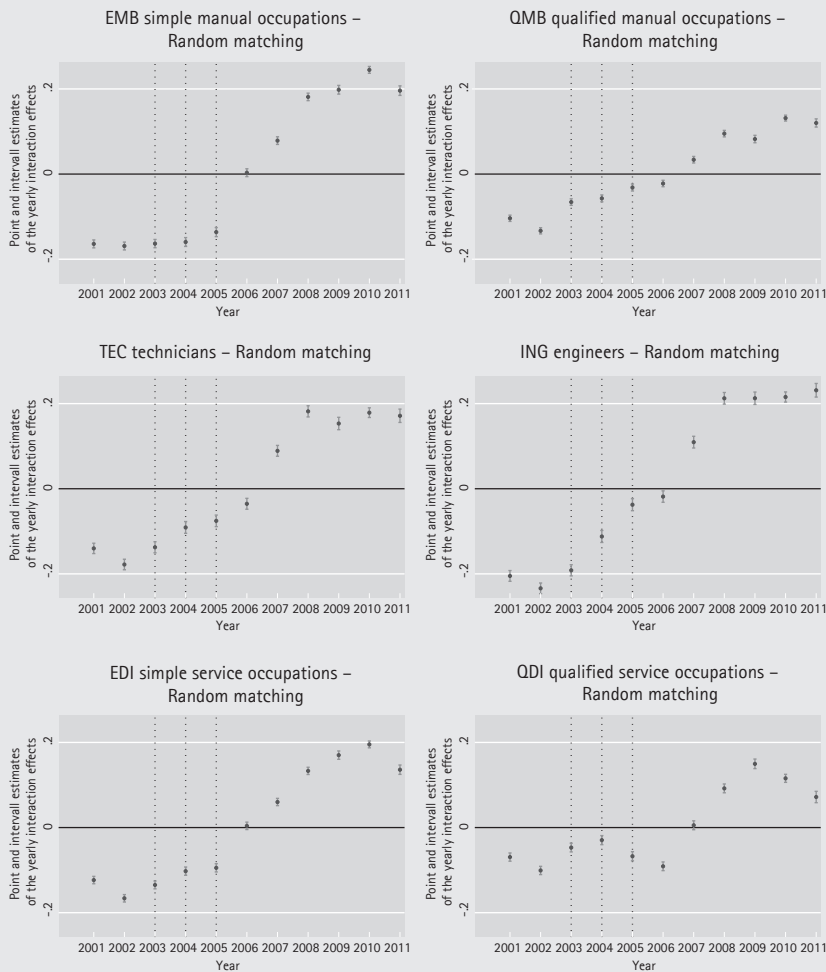 EMB simple manual occupations –
Random matching
Point and intervall estimates
of the yearly interaction effects
.2
0
-.2
2001 2002 2003 2004 2005 2006 2007 2008 2009 2010 2011
Year
QMB qualified manual occupations –
Random matching
Point and intervall estimates
of the yearly interaction effects
.2
0
-.2
2001 2002 2003 2004 2005 2006 2007 2008 2009 2010 2011
Year
TEC technicians – Random matching
Point and intervall estimates
of the yearly interaction effects
.2
0
-.2
2001 2002 2003 2004 2005 2006 2007 2008 2009 2010 2011
Year
ING engineers – Random matching
Point and intervall estimates
of the yearly interaction effects
.2
0
-.2
2001 2002 2003 2004 2005 2006 2007 2008 2009 2010 2011
Year
EDI simple service occupations –
Random matching
Point and intervall estimates
of the yearly interaction effects
.2
0
-.2
2001 2002 2003 2004 2005 2006 2007 2008 2009 2010 2011
Year
QDI qualified service occupations –
Random matching
Point and intervall estimates
of the yearly interaction effects
.2
0
-.2
2001 2002 2003 2004 2005 2006 2007 2008 2009 2010 2011
Year